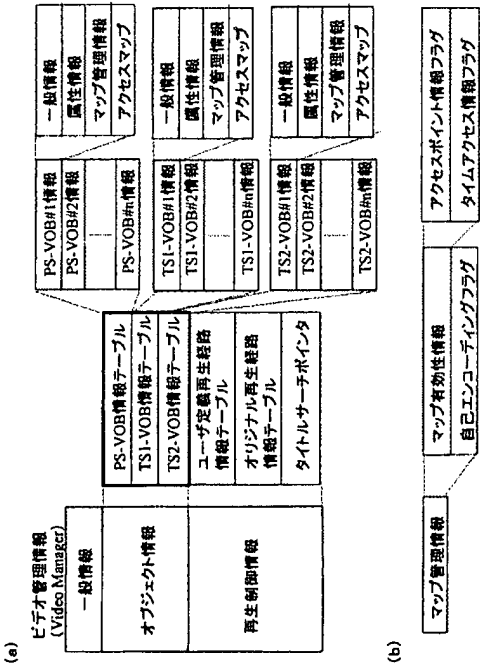 (a)
ビデオ管理情報
(Video Manager)
一般情報
オブジェクト情報
再生制御情報
PS-VOB情報テーブル
TS1-VOB情報テーブル
TS2-VOB情報テーブル
ユーザ定義再生経路
情報テーブル
オリジナル再生経路
情報テーブル
タイトルサーチポインタ
PS-VOB#1情報
PS-VOB#2情報
PS-VOB#n情報
TS1-VOB#1情報
TS1-VOB#2情報
TS1-VOB#n情報
TS2-VOB#1情報
TS2-VOB#2情報
TS2-VOB#n情報
一般情報
属性情報
マップ管理情報
アクセスマップ
一般情報
属性情報
マップ管理情報
アクセスマップ
一般情報
属性情報
マップ管理情報
アクセスマップ
(b)
マップ管理情報
マップ有効性情報
自己エンコーディングフラグ
アクセスポイント情報フラグ
タイムアクセス情報フラグ